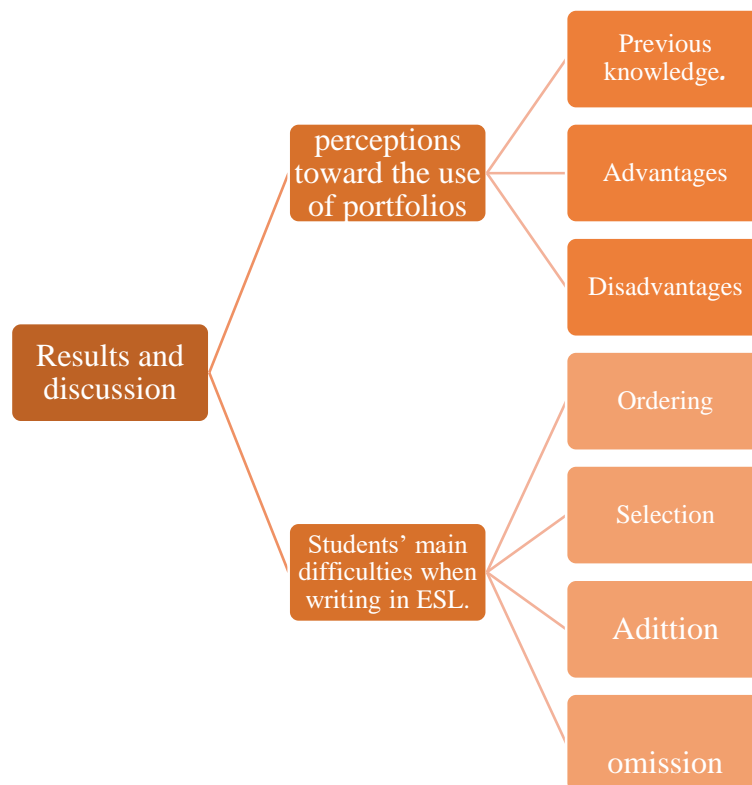 Results and
discussion
perceptions
toward the use
of portfolios
Previous
knowledge.
Advantages
Disadvantages
Students’ main
difficulties when
writing in ESL.
Ordering
Selection
Adittion
omission